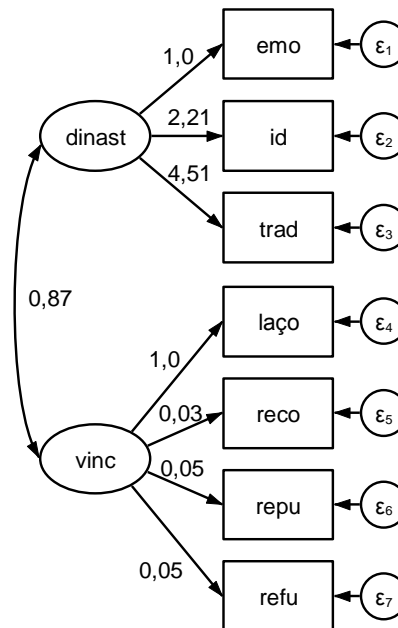 emo
ε₁
1,0
2,21
id
ε₂
dinast
4,51
trad
ε₃
0,87
laço
ε₄
1,0
0,03
reco
ε₅
vinc
0,05
repu
ε₆
0,05
refu
ε₇